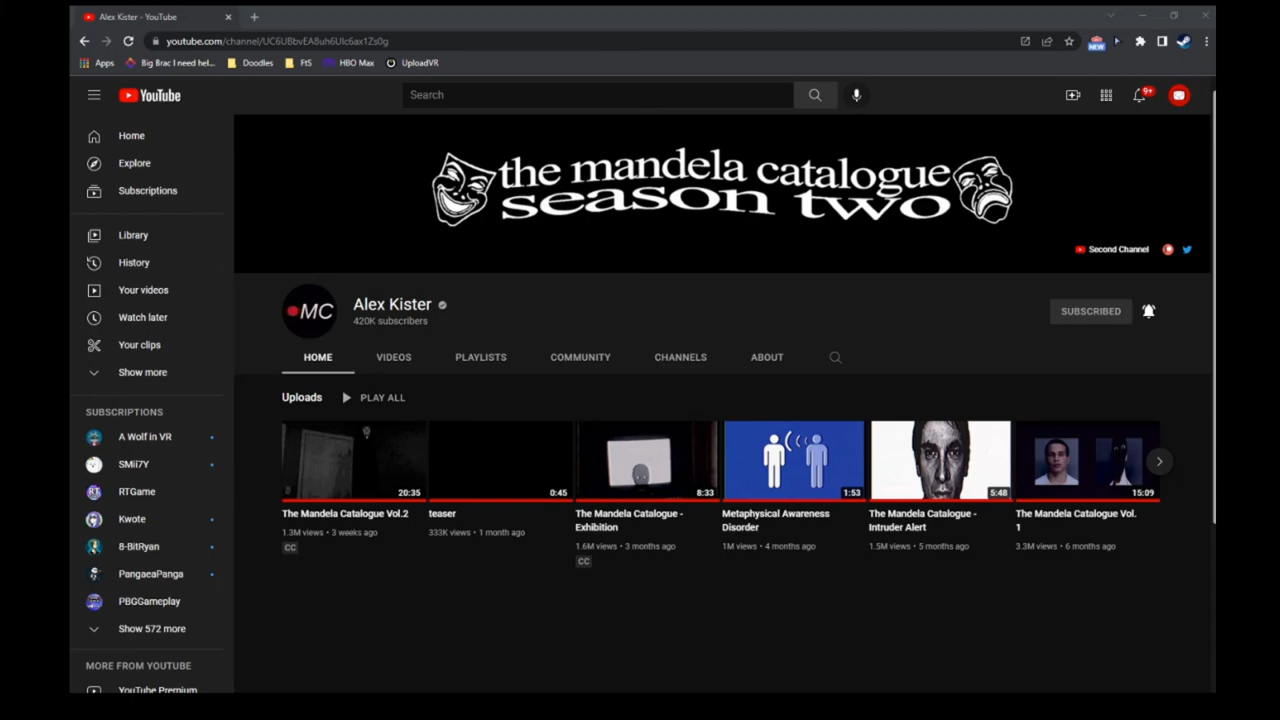 Alex Kister - YouTube
youtube.com/channel/UC6UBbvEA8uh6Ulc6ax1Zs0g
Apps
Big Brac I need hel...
Doodles
FtS
HBO Max
UploadVR
NEW
YouTube
Search
9+
Home
Explore
Subscriptions
Library
History
Your videos
Watch later
Your clips
Show more
SUBSCRIPTIONS
A Wolf in VR
SMii7Y
RT
RTGame
Kwote
8-BitRyan
PangaeaPanga
PBGGameplay
Show 572 more
MORE FROM YOUTUBE
YouTube Premium
the mandela catalogue
season two
Second Channel
MC
Alex Kister
420K subscribers
SUBSCRIBED
HOME
VIDEOS
PLAYLISTS
COMMUNITY
CHANNELS
ABOUT
Uploads
PLAY ALL
20:35
0:45
8:33
1:53
5:48
15:09
The Mandela Catalogue Vol.2
1.3M views • 3 weeks ago
CC
teaser
333K views • 1 month ago
The Mandela Catalogue -
Exhibition
1.6M views • 3 months ago
CC
Metaphysical Awareness
Disorder
1M views • 4 months ago
The Mandela Catalogue -
Intruder Alert
1.5M views • 5 months ago
The Mandela Catalogue Vol.
1
3.3M views • 6 months ago